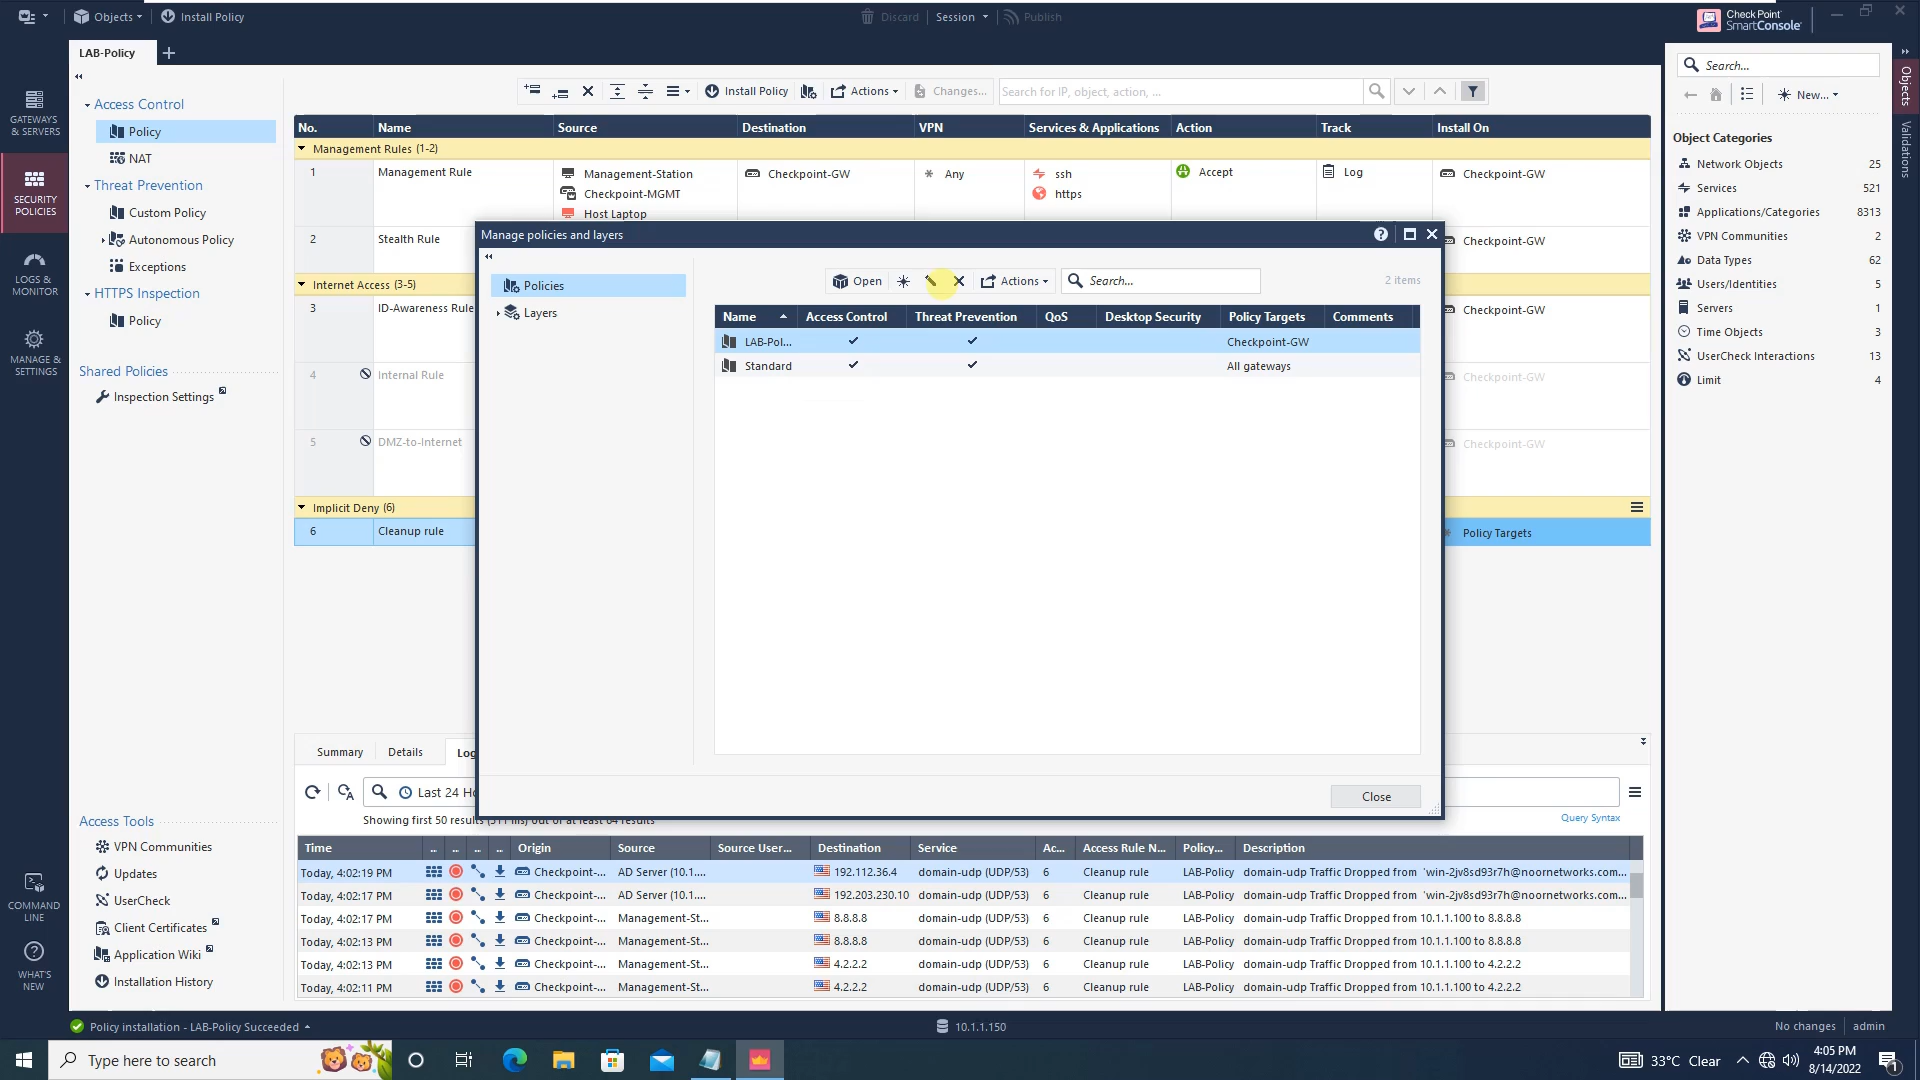 Objects
Install Policy
Discard
Session
Publish
Check Point
SmartConsole
LAB-Policy
GATEWAYS
& SERVERS
SECURITY
POLICIES
LOGS &
MONITOR
MANAGE &
SETTINGS
COMMAND
LINE
WHAT'S
NEW
Access Control
Policy
NAT
Threat Prevention
Custom Policy
Autonomous Policy
Exceptions
HTTPS Inspection
Policy
Shared Policies
Inspection Settings
Access Tools
VPN Communities
Updates
UserCheck
Client Certificates
Application Wiki
Installation History
Install Policy
Actions
Changes...
Search for IP, object, action, ...
No. Name Source Destination VPN Services & Applications Action Track Install On
Management Rules (1-2)
1 Management Rule Management-Station Checkpoint-GW Any ssh Accept Log Checkpoint-GW
Checkpoint-MGMT https
Host Laptop
2 Stealth Rule Checkpoint-GW
Internet Access (3-5)
3 ID-Awareness Rule Checkpoint-GW
4 Internal Rule Checkpoint-GW
5 DMZ-to-Internet Checkpoint-GW
Implicit Deny (6)
6 Cleanup rule Policy Targets
Manage policies and layers
Policies
Layers
Open
Actions
Search...
2 items
Name Access Control Threat Prevention QoS Desktop Security Policy Targets Comments
LAB-Pol... Checkpoint-GW
Standard All gateways
Close
Summary Details Log
Last 24 Ho
Showing first 50 results
Query Syntax
Time ... ... ... ... Origin Source Source User... Destination Service Ac... Access Rule N... Policy... Description
Today, 4:02:19 PM Checkpoint-... AD Server (10.1.... 192.112.36.4 domain-udp (UDP/53) 6 Cleanup rule LAB-Policy domain-udp Traffic Dropped from 'win-2jv8sd93r7h@noornetworks.com...
Today, 4:02:17 PM Checkpoint-... AD Server (10.1.... 192.203.230.10 domain-udp (UDP/53) 6 Cleanup rule LAB-Policy domain-udp Traffic Dropped from 'win-2jv8sd93r7h@noornetworks.com...
Today, 4:02:17 PM Checkpoint-... Management-St... 8.8.8.8 domain-udp (UDP/53) 6 Cleanup rule LAB-Policy domain-udp Traffic Dropped from 10.1.1.100 to 8.8.8.8
Today, 4:02:13 PM Checkpoint-... Management-St... 8.8.8.8 domain-udp (UDP/53) 6 Cleanup rule LAB-Policy domain-udp Traffic Dropped from 10.1.1.100 to 8.8.8.8
Today, 4:02:13 PM Checkpoint-... Management-St... 4.2.2.2 domain-udp (UDP/53) 6 Cleanup rule LAB-Policy domain-udp Traffic Dropped from 10.1.1.100 to 4.2.2.2
Today, 4:02:11 PM Checkpoint-... Management-St... 4.2.2.2 domain-udp (UDP/53) 6 Cleanup rule LAB-Policy domain-udp Traffic Dropped from 10.1.1.100 to 4.2.2.2
Search...
New...
Object Categories
Network Objects 25
Services 521
Applications/Categories 8313
VPN Communities 2
Data Types 62
Users/Identities 5
Servers 1
Time Objects 3
UserCheck Interactions 13
Limit 4
Objects
Validations
Policy installation - LAB-Policy Succeeded
10.1.1.150
No changes
admin
Type here to search
33°C Clear
4:05 PM
8/14/2022
1